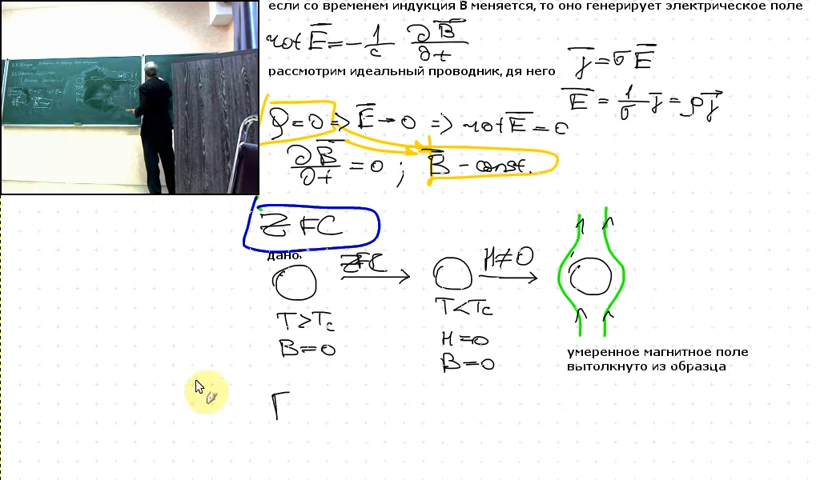 если со временем индукция B меняется, то оно генерирует электрическое поле
rot E̅ = - 1/c ∂B̅/∂t
j̅ = σ E̅
рассмотрим идеальный проводник, дя него
E̅ = 1/σ j̅ = ρj⃗
ρ = 0 ⇒ E̅ → 0 ⇒ rot E̅ = 0
∂B̅/∂t = 0 ; B̅ - const.
ZFC
дано.
ZFC H≠0
T > Tc T < Tc
B = 0 H = 0
B = 0
умеренное магнитное поле
вытолкнуто из образца
Г